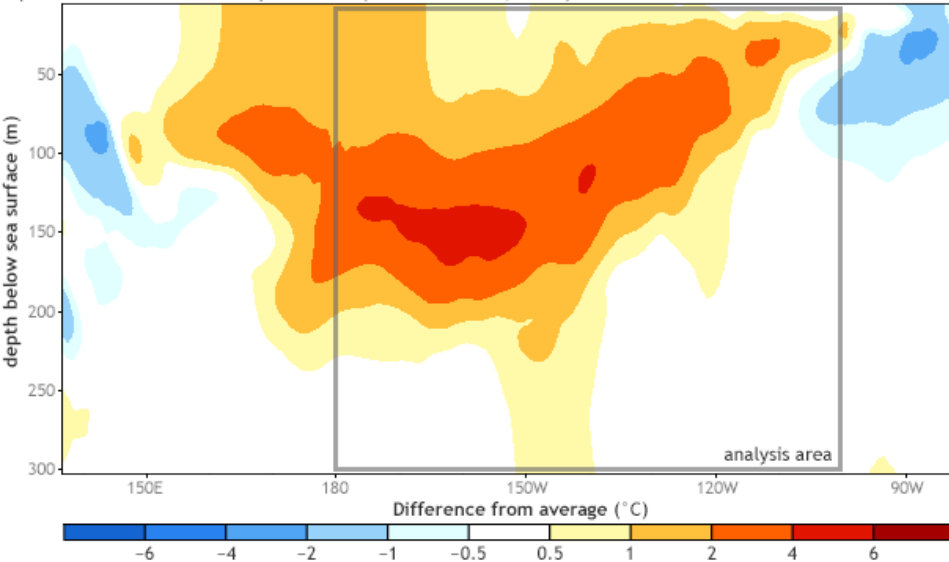 50
100
150
200
250
300
depth below sea surface (m)
analysis area
150E 180 150W 120W 90W
Difference from average (°C)
−6 −4 −2 −1 −0.5 0.5 1 2 4 6